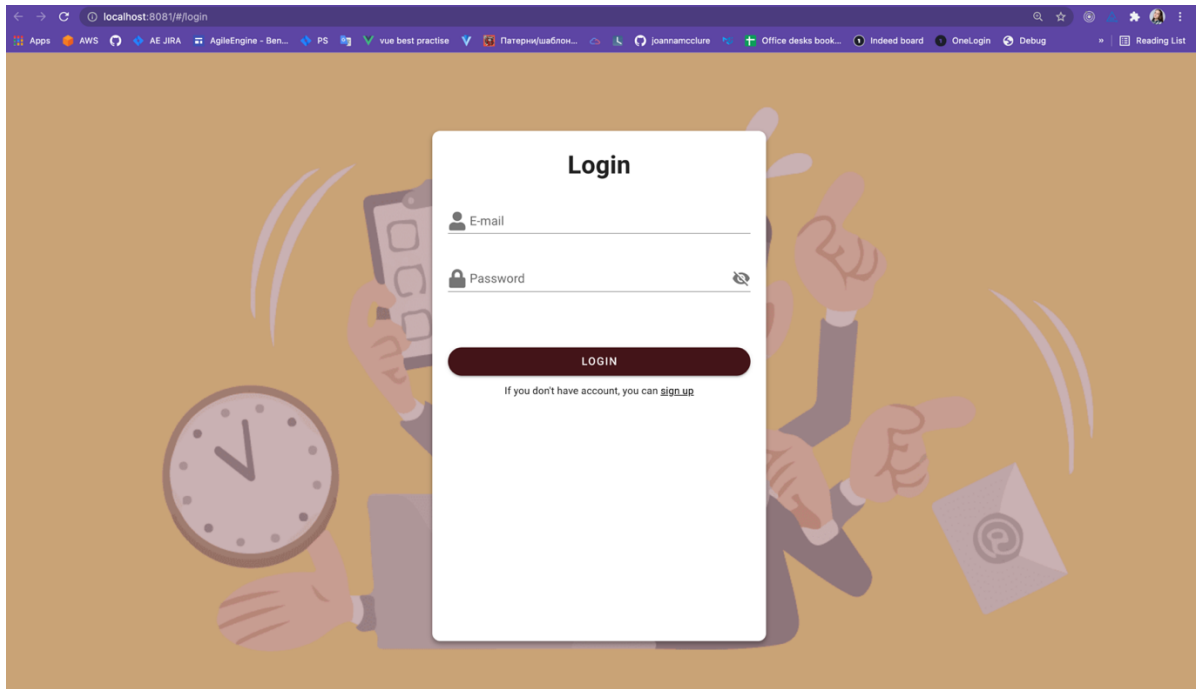 localhost:8081/#/login
Apps AWS AE JIRA AgileEngine - Ben... PS vue best practise Патерни/шаблон... joannamcclure Office desks book... Indeed board OneLogin Debug » Reading List
Login
E-mail
Password
LOGIN
If you don't have account, you can sign up